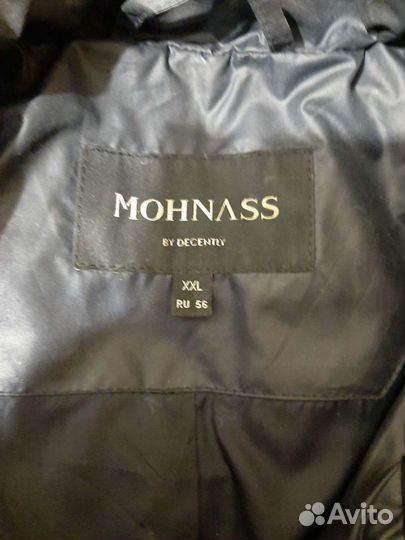 MOHNASS
BY DECENTLY
XXL
RU 56
Avito